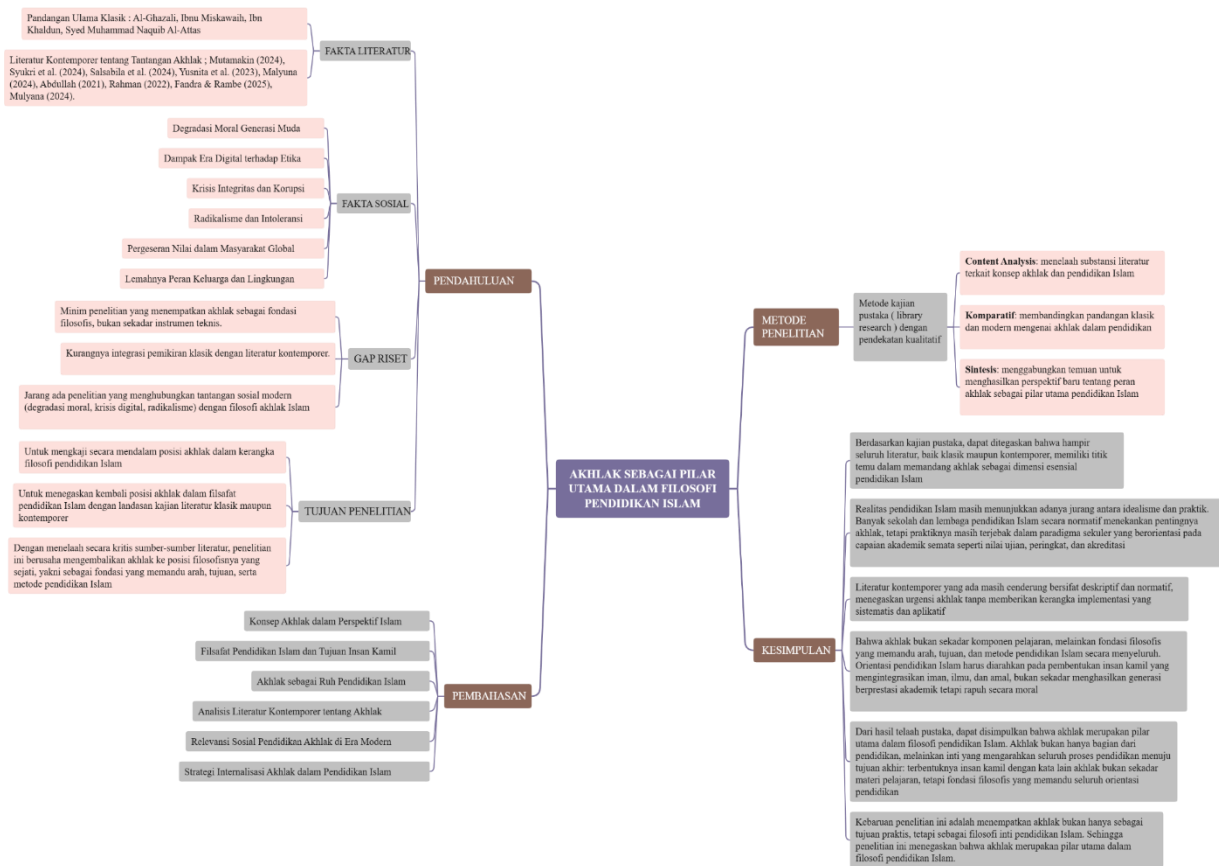 Pandangan Ulama Klasik : Al-Ghazali, Ibnu Miskawaih, Ibn
Khaldun, Syed Muhammad Naquib Al-Attas
FAKTA LITERATUR
Literatur Kontemporer tentang Tantangan Akhlak ; Mutamakin (2024),
Syukri et al. (2024), Salsabila et al. (2024), Yusnita et al. (2023), Malyuna
(2024), Abdullah (2021), Rahman (2022), Fandra & Rambe (2025),
Mulyana (2024).
Degradasi Moral Generasi Muda
Dampak Era Digital terhadap Etika
Krisis Integritas dan Korupsi
FAKTA SOSIAL
Radikalisme dan Intoleransi
Pergeseran Nilai dalam Masyarakat Global
Lemahnya Peran Keluarga dan Lingkungan
PENDAHULUAN
Minim penelitian yang menempatkan akhlak sebagai fondasi
filosofis, bukan sekadar instrumen teknis.
Kurangnya integrasi pemikiran klasik dengan literatur kontemporer.
GAP RISET
Jarang ada penelitian yang menghubungkan tantangan sosial modern
(degradasi moral, krisis digital, radikalisme) dengan filosofi akhlak Islam
Untuk mengkaji secara mendalam posisi akhlak dalam kerangka
filosofi pendidikan Islam
Untuk menegaskan kembali posisi akhlak dalam filsafat
pendidikan Islam dengan landasan kajian literatur klasik maupun
kontemporer
TUJUAN PENELITIAN
Dengan menelaah secara kritis sumber-sumber literatur, penelitian
ini berusaha mengembalikan akhlak ke posisi filosofisnya yang
sejati, yakni sebagai fondasi yang memandu arah, tujuan, serta
metode pendidikan Islam
Konsep Akhlak dalam Perspektif Islam
Filsafat Pendidikan Islam dan Tujuan Insan Kamil
Akhlak sebagai Ruh Pendidikan Islam
PEMBAHASAN
Analisis Literatur Kontemporer tentang Akhlak
Relevansi Sosial Pendidikan Akhlak di Era Modern
Strategi Internalisasi Akhlak dalam Pendidikan Islam
AKHLAK SEBAGAI PILAR
UTAMA DALAM FILOSOFI
PENDIDIKAN ISLAM
METODE
PENELITIAN
Metode kajian
pustaka ( library
research ) dengan
pendekatan kualitatif
Content Analysis: menelaah substansi literatur
terkait konsep akhlak dan pendidikan Islam
Komparatif: membandingkan pandangan klasik
dan modern mengenai akhlak dalam pendidikan
Sintesis: menggabungkan temuan untuk
menghasilkan perspektif baru tentang peran
akhlak sebagai pilar utama pendidikan Islam
KESIMPULAN
Berdasarkan kajian pustaka, dapat ditegaskan bahwa hampir
seluruh literatur, baik klasik maupun kontemporer, memiliki titik
temu dalam memandang akhlak sebagai dimensi esensial
pendidikan Islam
Realitas pendidikan Islam masih menunjukkan adanya jurang antara idealisme dan praktik.
Banyak sekolah dan lembaga pendidikan Islam secara normatif menekankan pentingnya
akhlak, tetapi praktiknya masih terjebak dalam paradigma sekuler yang berorientasi pada
capaian akademik semata seperti nilai ujian, peringkat, dan akreditasi
Literatur kontemporer yang ada masih cenderung bersifat deskriptif dan normatif,
menegaskan urgensi akhlak tanpa memberikan kerangka implementasi yang
sistematis dan aplikatif
Bahwa akhlak bukan sekadar komponen pelajaran, melainkan fondasi filosofis
yang memandu arah, tujuan, dan metode pendidikan Islam secara menyeluruh.
Orientasi pendidikan Islam harus diarahkan pada pembentukan insan kamil yang
mengintegrasikan iman, ilmu, dan amal, bukan sekadar menghasilkan generasi
berprestasi akademik tetapi rapuh secara moral
Dari hasil telaah pustaka, dapat disimpulkan bahwa akhlak merupakan pilar
utama dalam filosofi pendidikan Islam. Akhlak bukan hanya bagian dari
pendidikan, melainkan inti yang mengarahkan seluruh proses pendidikan menuju
tujuan akhir: terbentuknya insan kamil dengan kata lain akhlak bukan sekadar
materi pelajaran, tetapi fondasi filosofis yang memandu seluruh orientasi
pendidikan
Kebaruan penelitian ini adalah menempatkan akhlak bukan hanya sebagai
tujuan praktis, tetapi sebagai filosofi inti pendidikan Islam. Sehingga
penelitian ini menegaskan bahwa akhlak merupakan pilar utama dalam
filosofi pendidikan Islam.